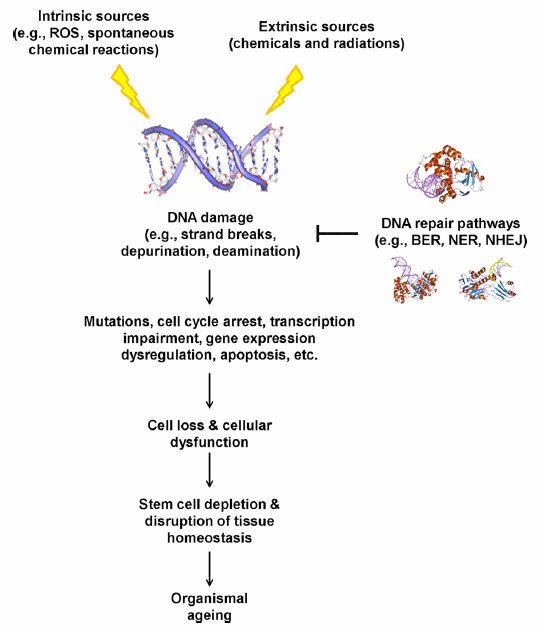 Intrinsic sources
(e.g., ROS, spontaneous
chemical reactions)
Extrinsic sources
(chemicals and radiations)
DNA damage
(e.g., strand breaks,
depurination, deamination)
DNA repair pathways
(e.g., BER, NER, NHEJ)
Mutations, cell cycle arrest, transcription
impairment, gene expression
dysregulation, apoptosis, etc.
Cell loss & cellular
dysfunction
Stem cell depletion &
disruption of tissue
homeostasis
Organismal
ageing